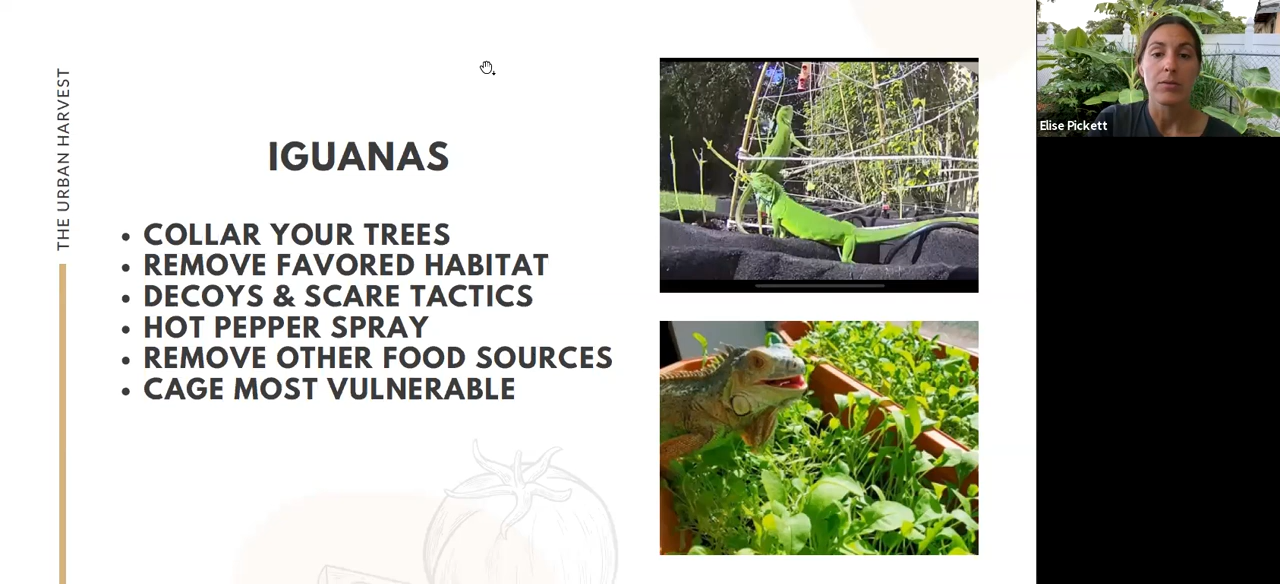 THE URBAN HARVEST
IGUANAS
• COLLAR YOUR TREES
• REMOVE FAVORED HABITAT
• DECOYS & SCARE TACTICS
• HOT PEPPER SPRAY
• REMOVE OTHER FOOD SOURCES
• CAGE MOST VULNERABLE
Elise Pickett